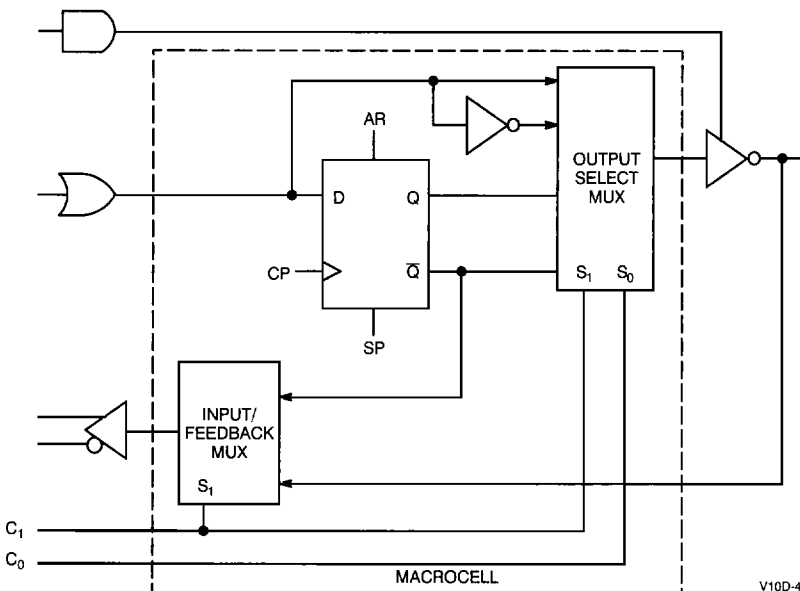 AR
OUTPUT
SELECT
MUX
D
Q
CP
Q̅
S₁
S₀
SP
INPUT/
FEEDBACK
MUX
S₁
C₁
C₀
MACROCELL
V10D-4